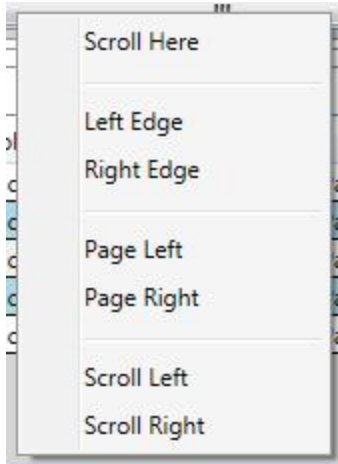 Scroll Here
Left Edge
Right Edge
Page Left
Page Right
Scroll Left
Scroll Right